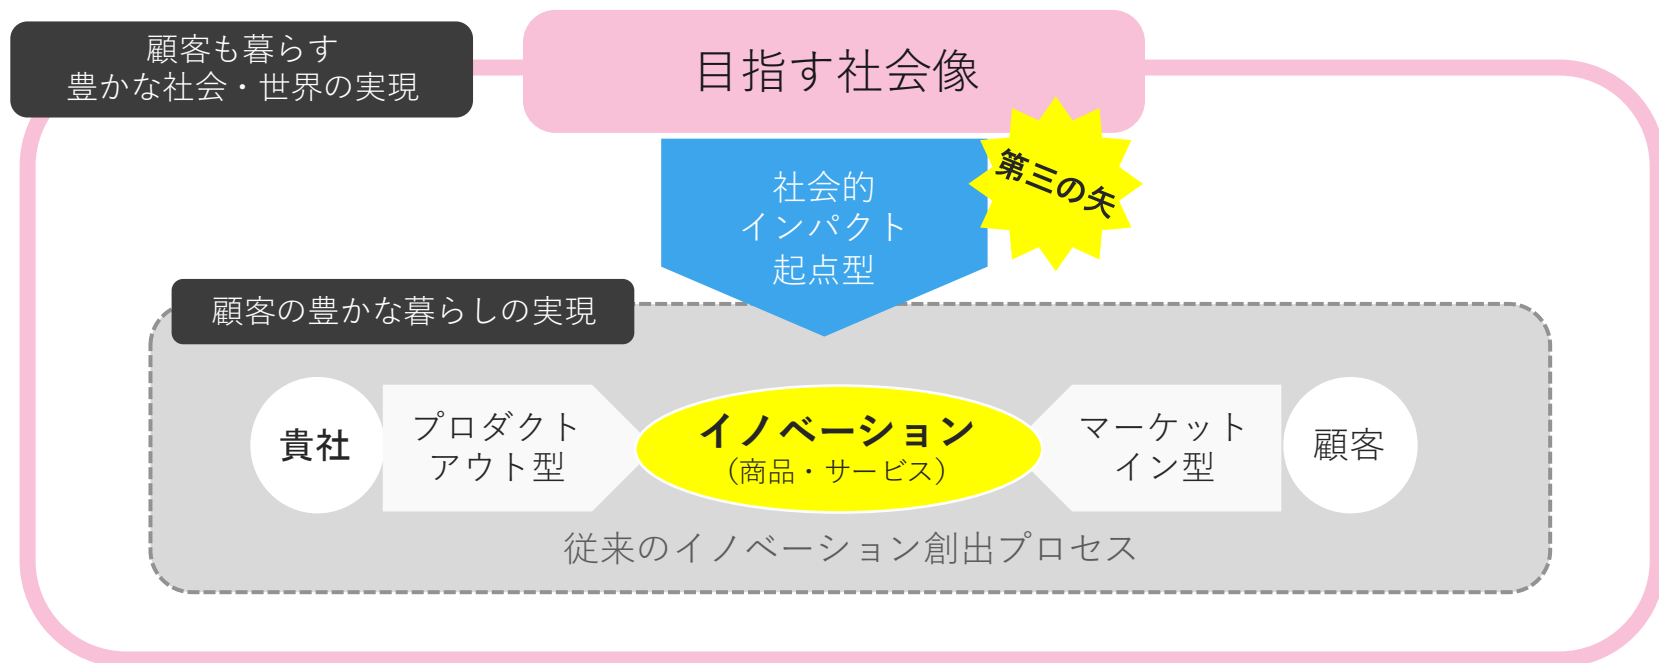 顧客も暮らす
豊かな社会・世界の実現
目指す社会像
第三の矢
社会的
インパクト
起点型
顧客の豊かな暮らしの実現
貴社
プロダクト
アウト型
イノベーション
（商品・サービス）
マーケット
イン型
顧客
従来のイノベーション創出プロセス